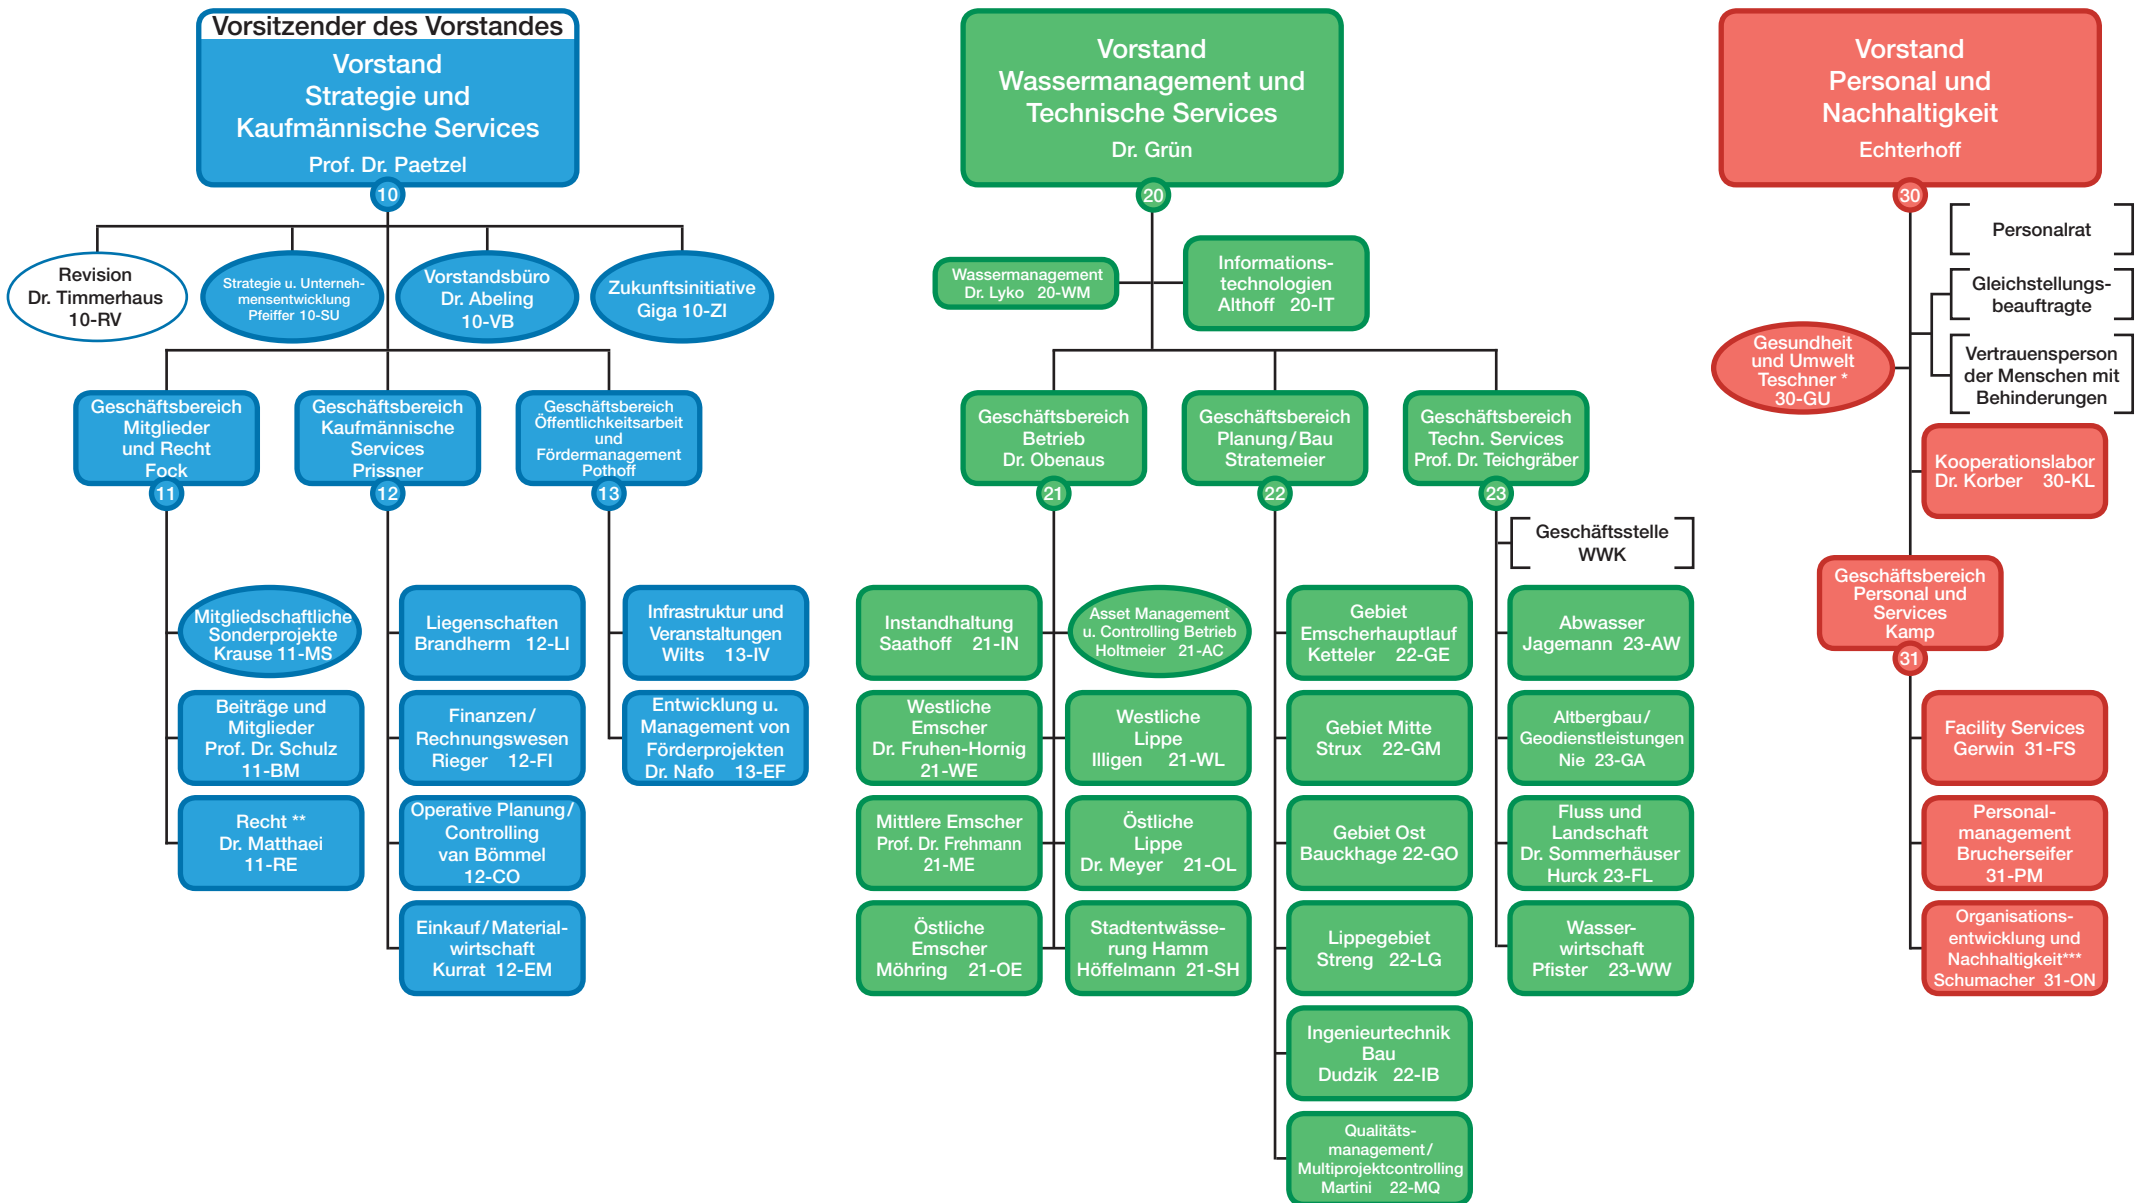 Vorsitzender des Vorstandes
Vorstand
Strategie und
Kaufmännische Services
Prof. Dr. Paetzel
10
Revision
Dr. Timmerhaus
10-RV
Strategie u. Unterneh-
mensentwicklung
Pfeiffer 10-SU
Vorstandsbüro
Dr. Abeling
10-VB
Zukunftsinitiative
Giga 10-ZI
Geschäftsbereich
Mitglieder
und Recht
Fock
11
Geschäftsbereich
Kaufmännische
Services
Prissner
12
Geschäftsbereich
Öffentlichkeitsarbeit
und
Fördermanagement
Pothoff
13
Mitgliedschaftliche
Sonderprojekte
Krause 11-MS
Beiträge und
Mitglieder
Prof. Dr. Schulz
11-BM
Recht **
Dr. Matthaei
11-RE
Liegenschaften
Brandherm 12-LI
Finanzen/
Rechnungswesen
Rieger 12-FI
Operative Planung/
Controlling
van Bömmel
12-CO
Einkauf/Material-
wirtschaft
Kurrat 12-EM
Infrastruktur und
Veranstaltungen
Wilts 13-IV
Entwicklung u.
Management von
Förderprojekten
Dr. Nafo 13-EF
Vorstand
Wassermanagement und
Technische Services
Dr. Grün
20
Wassermanagement
Dr. Lyko 20-WM
Informations-
technologien
Althoff 20-IT
Geschäftsbereich
Betrieb
Dr. Obenaus
21
Geschäftsbereich
Planung/Bau
Stratemeier
22
Geschäftsbereich
Techn. Services
Prof. Dr. Teichgräber
23
Geschäftsstelle
WWK
Instandhaltung
Saathoff 21-IN
Asset Management
u. Controlling Betrieb
Holtmeier 21-AC
Westliche
Emscher
Dr. Fruhen-Hornig
21-WE
Westliche
Lippe
Illigen 21-WL
Mittlere Emscher
Prof. Dr. Frehmann
21-ME
Östliche
Lippe
Dr. Meyer 21-OL
Östliche
Emscher
Möhring 21-OE
Stadtentwässe-
rung Hamm
Höffelmann 21-SH
Gebiet
Emscherhauptlauf
Ketteler 22-GE
Gebiet Mitte
Strux 22-GM
Gebiet Ost
Bauckhage 22-GO
Lippegebiet
Streng 22-LG
Ingenieurtechnik
Bau
Dudzik 22-IB
Qualitäts-
management/
Multiprojektcontrolling
Martini 22-MQ
Abwasser
Jagemann 23-AW
Altbergbau/
Geodienstleistungen
Nie 23-GA
Fluss und
Landschaft
Dr. Sommerhäuser
Hurck 23-FL
Wasser-
wirtschaft
Pfister 23-WW
Vorstand
Personal und
Nachhaltigkeit
Echterhoff
30
Personalrat
Gleichstellungs-
beauftragte
Vertrauensperson
der Menschen mit
Behinderungen
Gesundheit
und Umwelt
Teschner *
30-GU
Kooperationslabor
Dr. Korber 30-KL
Geschäftsbereich
Personal und
Services
Kamp
31
Facility Services
Gerwin 31-FS
Personal-
management
Brucherseifer
31-PM
Organisations-
entwicklung und
Nachhaltigkeit***
Schumacher 31-ON